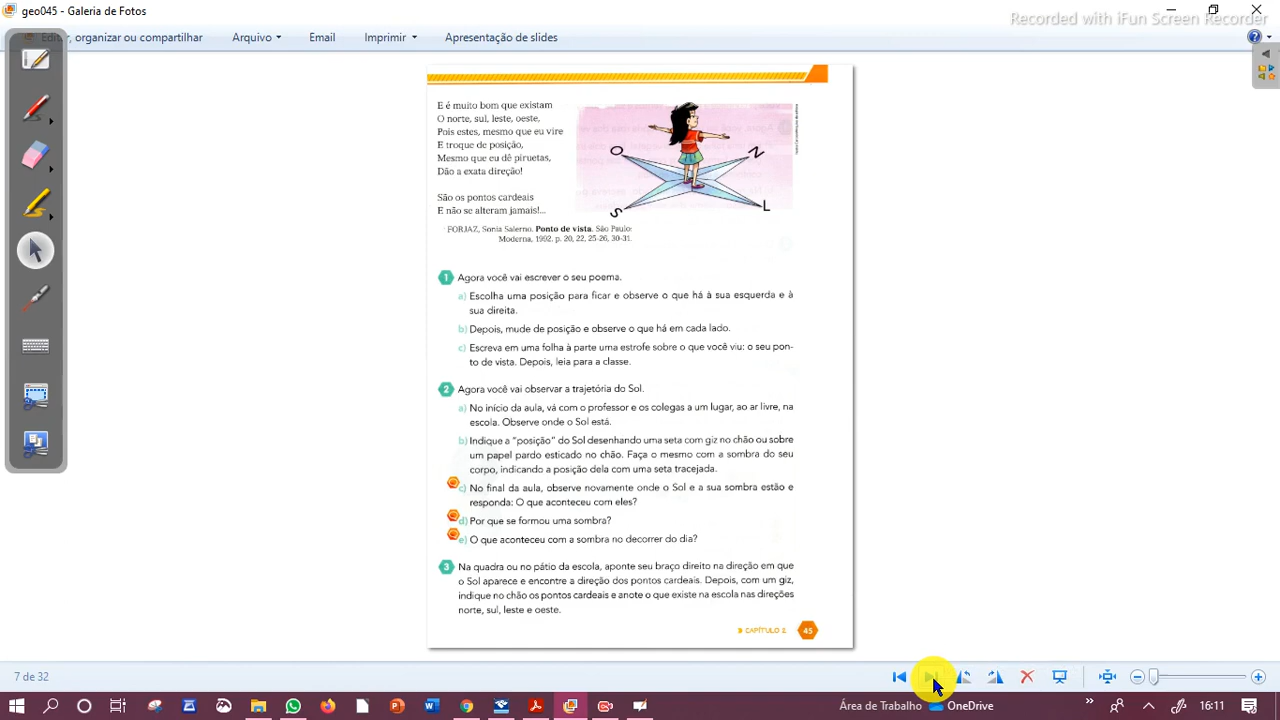 geo045 - Galeria de Fotos
Recorded with iFun Screen Recorder
Editar, organizar ou compartilhar Arquivo Email Imprimir Apresentação de slides
E é muito bom que existam
O norte, sul, leste, oeste,
Pois estes, mesmo que eu vire
E troque de posição,
Mesmo que eu dê piruetas,
Dão a exata direção!
São os pontos cardeais
E não se alteram jamais!...
O N
S L
FORJAZ, Sonia Salerno. Ponto de vista. São Paulo:
Moderna, 1992. p. 20, 22, 25-26, 30-31.
1 Agora você vai escrever o seu poema.
a) Escolha uma posição para ficar e observe o que há à sua esquerda e à
sua direita.
b) Depois, mude de posição e observe o que há em cada lado.
c) Escreva em uma folha à parte uma estrofe sobre o que você viu: o seu pon-
to de vista. Depois, leia para a classe.
2 Agora você vai observar a trajetória do Sol.
a) No início da aula, vá com o professor e os colegas a um lugar, ao ar livre, na
escola. Observe onde o Sol está.
b) Indique a “posição” do Sol desenhando uma seta com giz no chão ou sobre
um papel pardo esticado no chão. Faça o mesmo com a sombra do seu
corpo, indicando a posição dela com uma seta tracejada.
c) No final da aula, observe novamente onde o Sol e a sua sombra estão e
responda: O que aconteceu com eles?
d) Por que se formou uma sombra?
e) O que aconteceu com a sombra no decorrer do dia?
3 Na quadra ou no pátio da escola, aponte seu braço direito na direção em que
o Sol aparece e encontre a direção dos pontos cardeais. Depois, com um giz,
indique no chão os pontos cardeais e anote o que existe na escola nas direções
norte, sul, leste e oeste.
CAPÍTULO 2 45
7 de 32
Área de Trabalho OneDrive 16:11